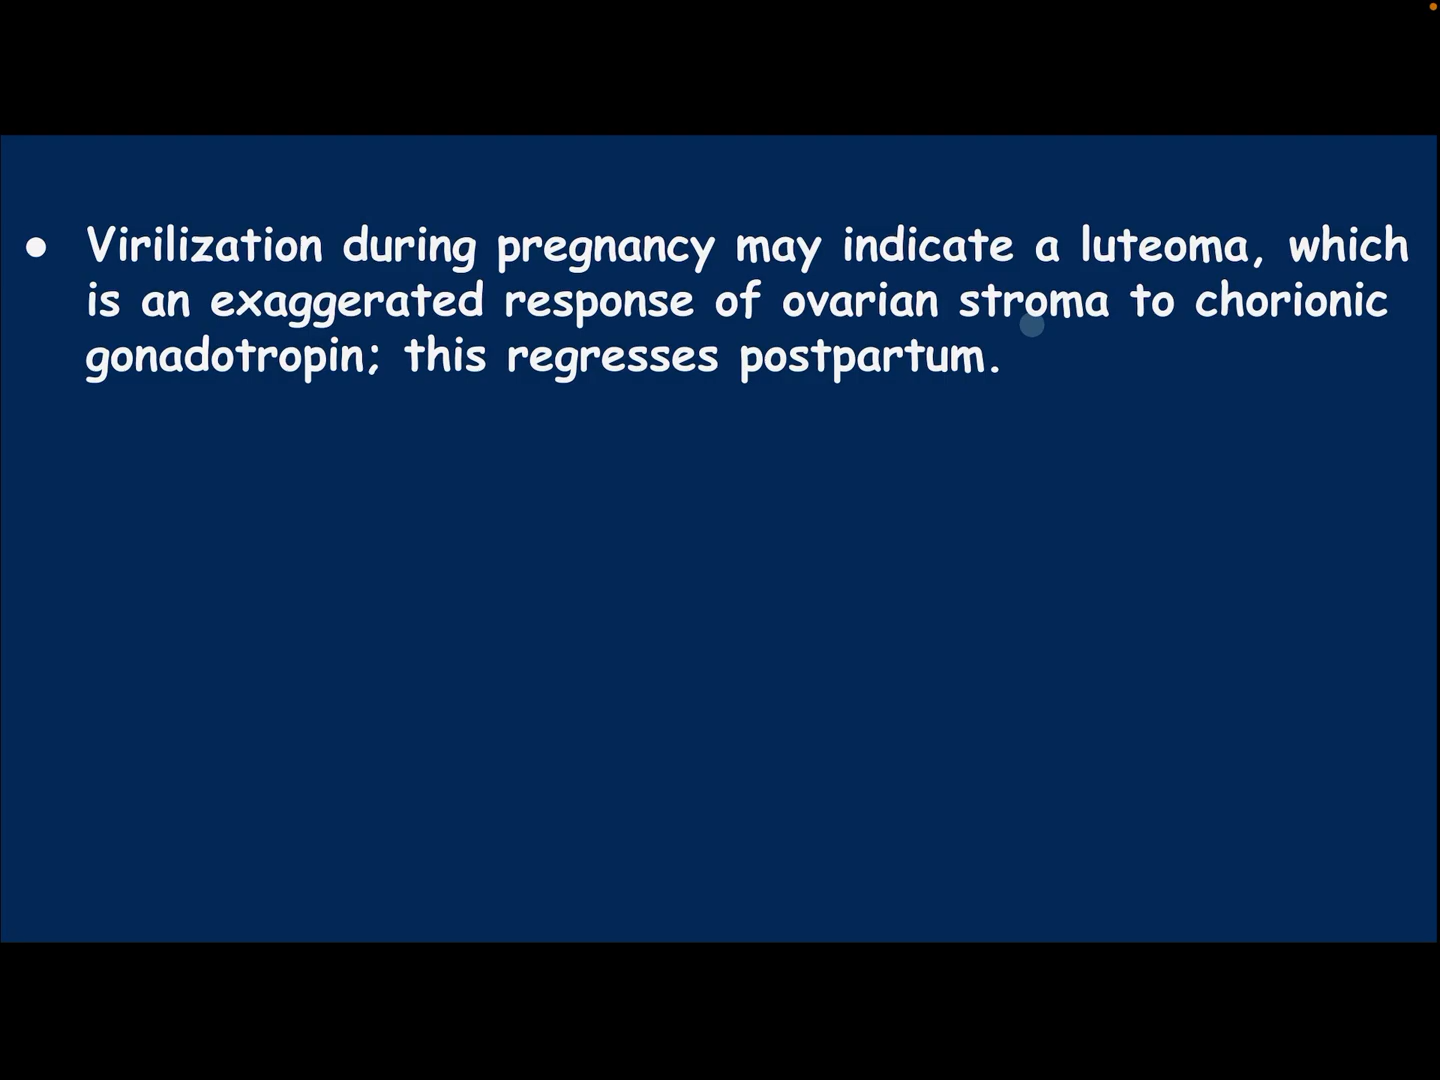 ● Virilization during pregnancy may indicate a luteoma, which
is an exaggerated response of ovarian stroma to chorionic
gonadotropin; this regresses postpartum.